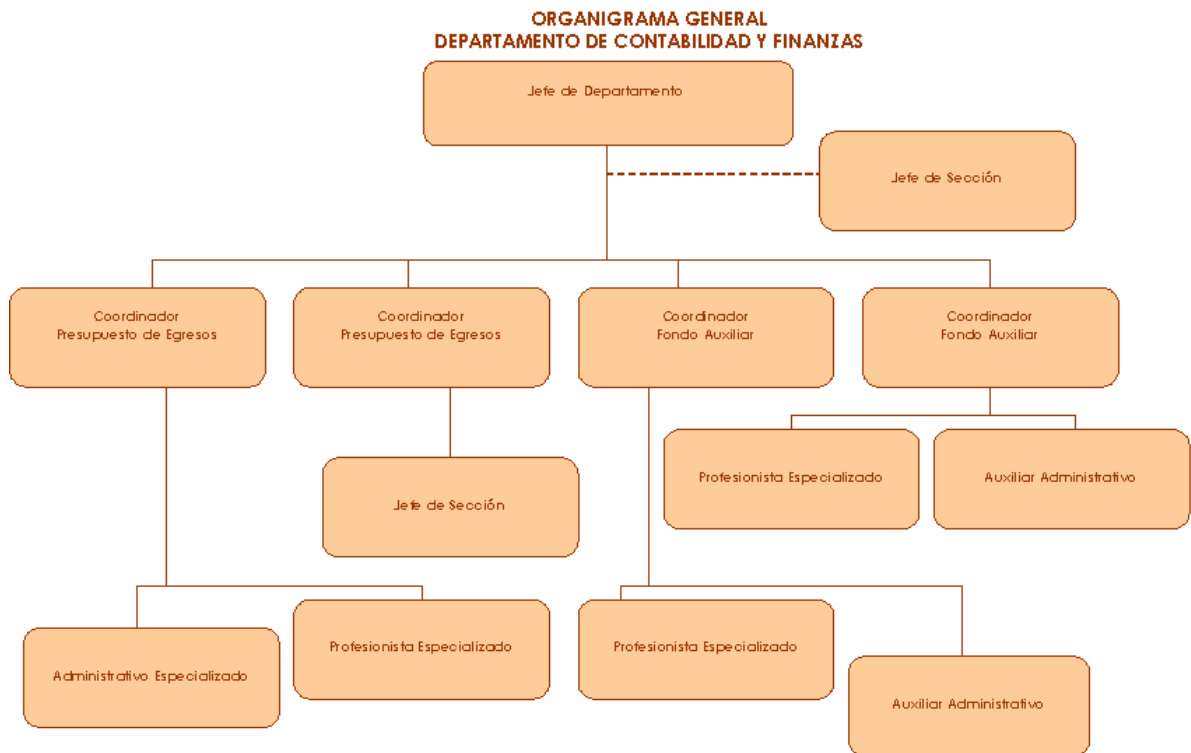 ORGANIGRAMA GENERAL
DEPARTAMENTO DE CONTABILIDAD Y FINANZAS
Jefe de Departamento
Jefe de Sección
Coordinador
Presupuesto de Egresos
Coordinador
Presupuesto de Egresos
Coordinador
Fondo Auxiliar
Coordinador
Fondo Auxiliar
Profesionista Especializado
Auxiliar Administrativo
Jefe de Sección
Administrativo Especializado
Profesionista Especializado
Profesionista Especializado
Auxiliar Administrativo